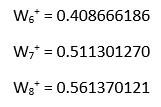 W₆⁺ = 0.408666186
W₇⁺ = 0.511301270
W₈⁺ = 0.561370121